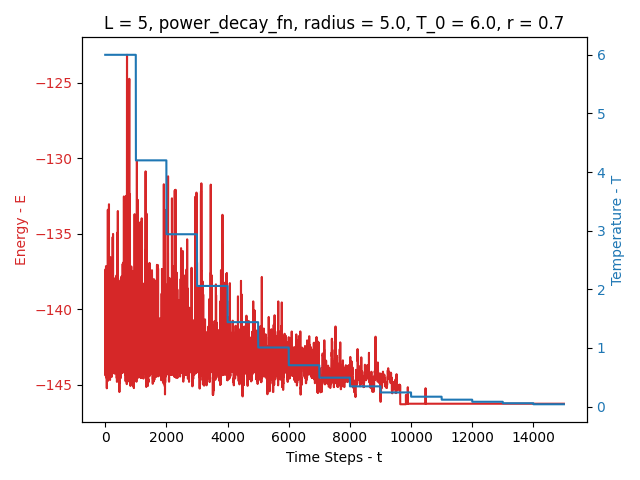 L = 5, power_decay_fn, radius = 5.0, T_0 = 6.0, r = 0.7
−125
−130
−135
−140
−145
Energy - E
6
5
4
3
2
1
0
Temperature - T
0 2000 4000 6000 8000 10000 12000 14000
Time Steps - t